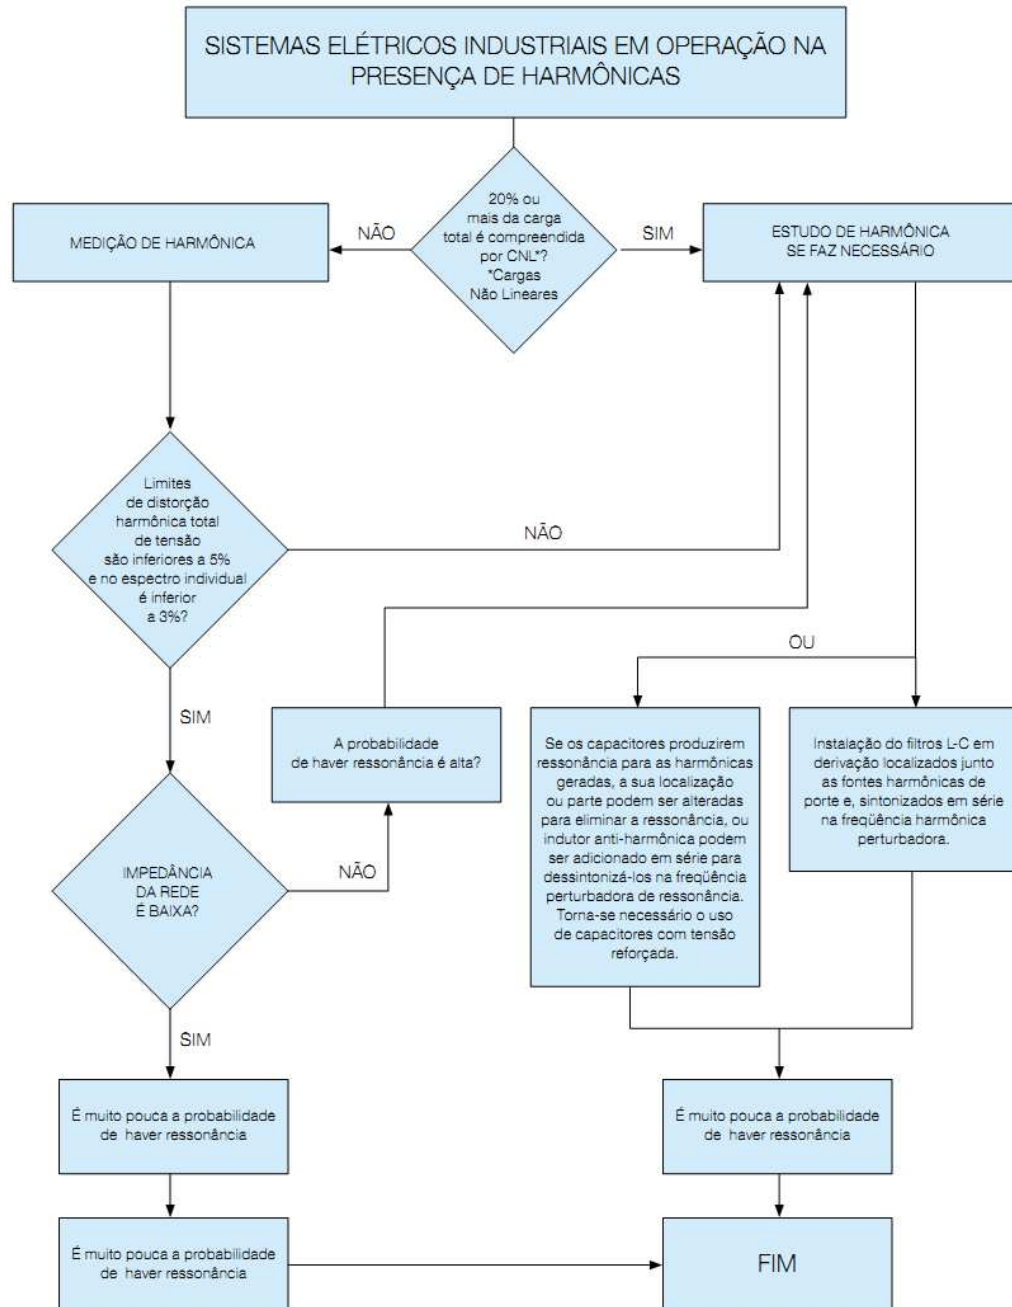 SISTEMAS ELÉTRICOS INDUSTRIAIS EM OPERAÇÃO NA
PRESENÇA DE HARMÔNICAS
20% ou
mais da carga
total é compreendida
por CNL*?
*Cargas
Não Lineares
NÃO
SIM
MEDIÇÃO DE HARMÔNICA
ESTUDO DE HARMÔNICA
SE FAZ NECESSÁRIO
Limites
de distorção
harmônica total
de tensão
são inferiores a 5%
e no espectro individual
é inferior
a 3%?
NÃO
SIM
OU
A probabilidade
de haver ressonância é alta?
Se os capacitores produzirem
ressonância para as harmônicas
geradas, a sua localização
ou parte podem ser alteradas
para eliminar a ressonância, ou
indutor anti-harmônica podem
ser adicionado em série para
dessintonizá-los na freqüência
perturbadora de ressonância.
Torna-se necessário o uso
de capacitores com tensão
reforçada.
Instalação do filtros L-C em
derivação localizados junto
as fontes harmônicas de
porte e, sintonizados em série
na freqüência harmônica
perturbadora.
IMPEDÂNCIA
DA REDE
É BAIXA?
NÃO
SIM
É muito pouca a probabilidade
de haver ressonância
É muito pouca a probabilidade
de haver ressonância
É muito pouca a probabilidade
de haver ressonância
FIM